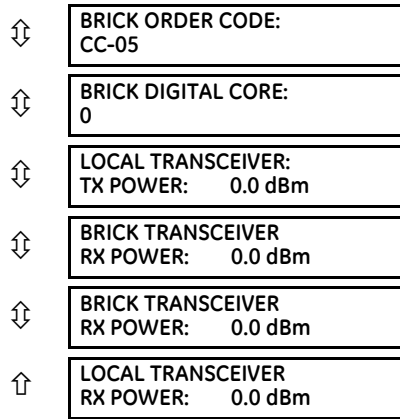 BRICK ORDER CODE:
CC-05
BRICK DIGITAL CORE:
0
LOCAL TRANSCEIVER:
TX POWER: 0.0 dBm
BRICK TRANSCEIVER
RX POWER: 0.0 dBm
BRICK TRANSCEIVER
RX POWER: 0.0 dBm
LOCAL TRANSCEIVER
RX POWER: 0.0 dBm